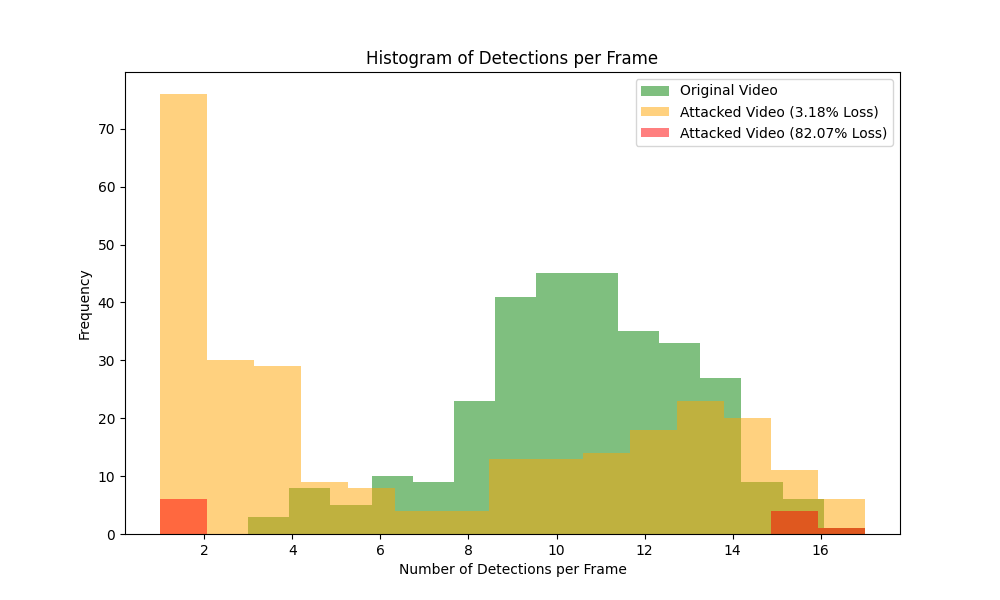 Histogram of Detections per Frame
Original Video
Attacked Video (3.18% Loss)
Attacked Video (82.07% Loss)
Frequency
70
60
50
40
30
20
10
0
2 4 6 8 10 12 14 16
Number of Detections per Frame